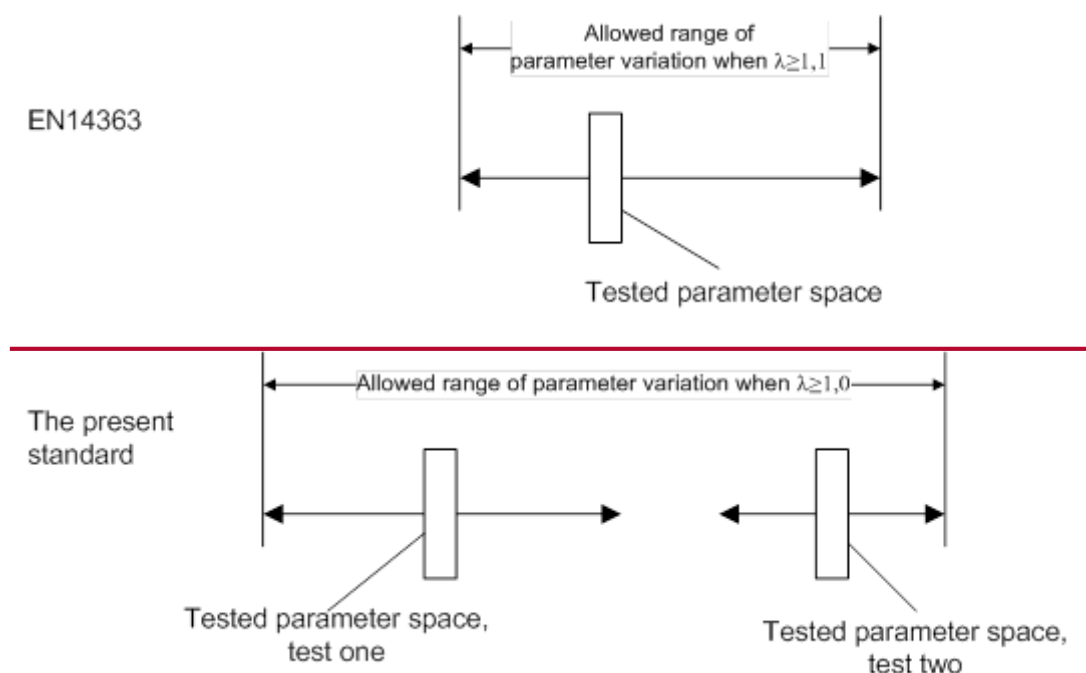 Allowed range of
parameter variation when λ≥1,1
EN14363
Tested parameter space
Allowed range of parameter variation when λ≥1,0
The present
standard
Tested parameter space,
test one
Tested parameter space,
test two